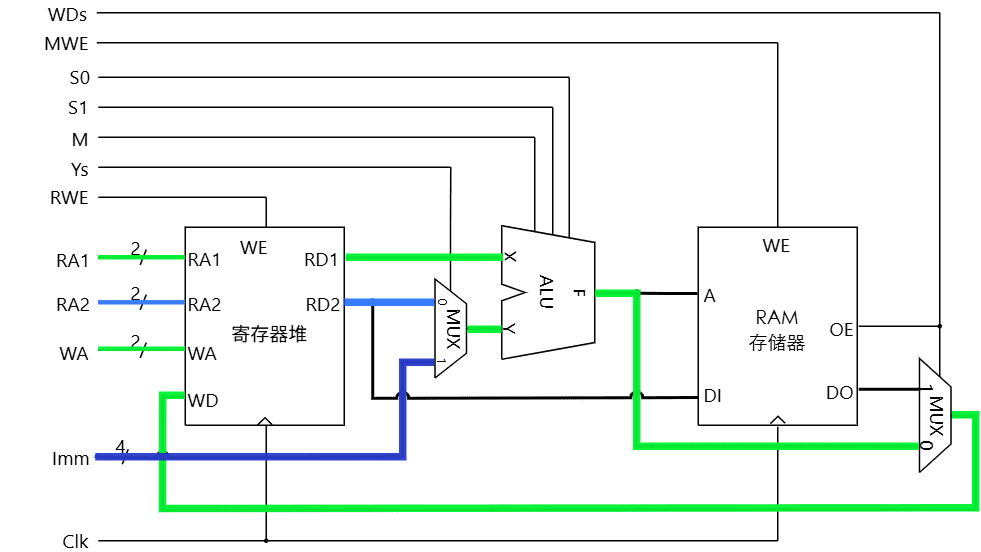 WDs
MWE
S0
S1
M
Ys
RWE
WE
WE
RA1 2 RA1 RD1 X
RA2 2 RA2 RD2 0
MUX
1
Y
ALU
F
A
RAM
存储器
OE
寄存器堆
WA 2 WA
WD
DI
DO
1
MUX
0
Imm 4
Clk